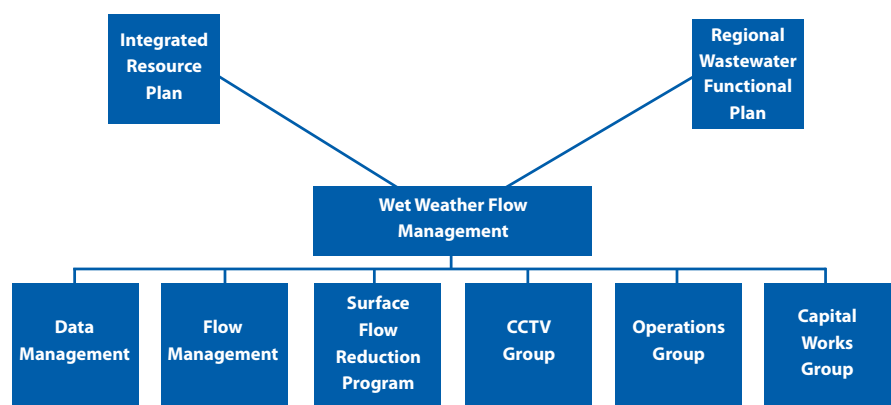 Integrated
Resource
Plan
Regional
Wastewater
Functional
Plan
Wet Weather Flow
Management
Data
Management
Flow
Management
Surface
Flow
Reduction
Program
CCTV
Group
Operations
Group
Capital
Works
Group